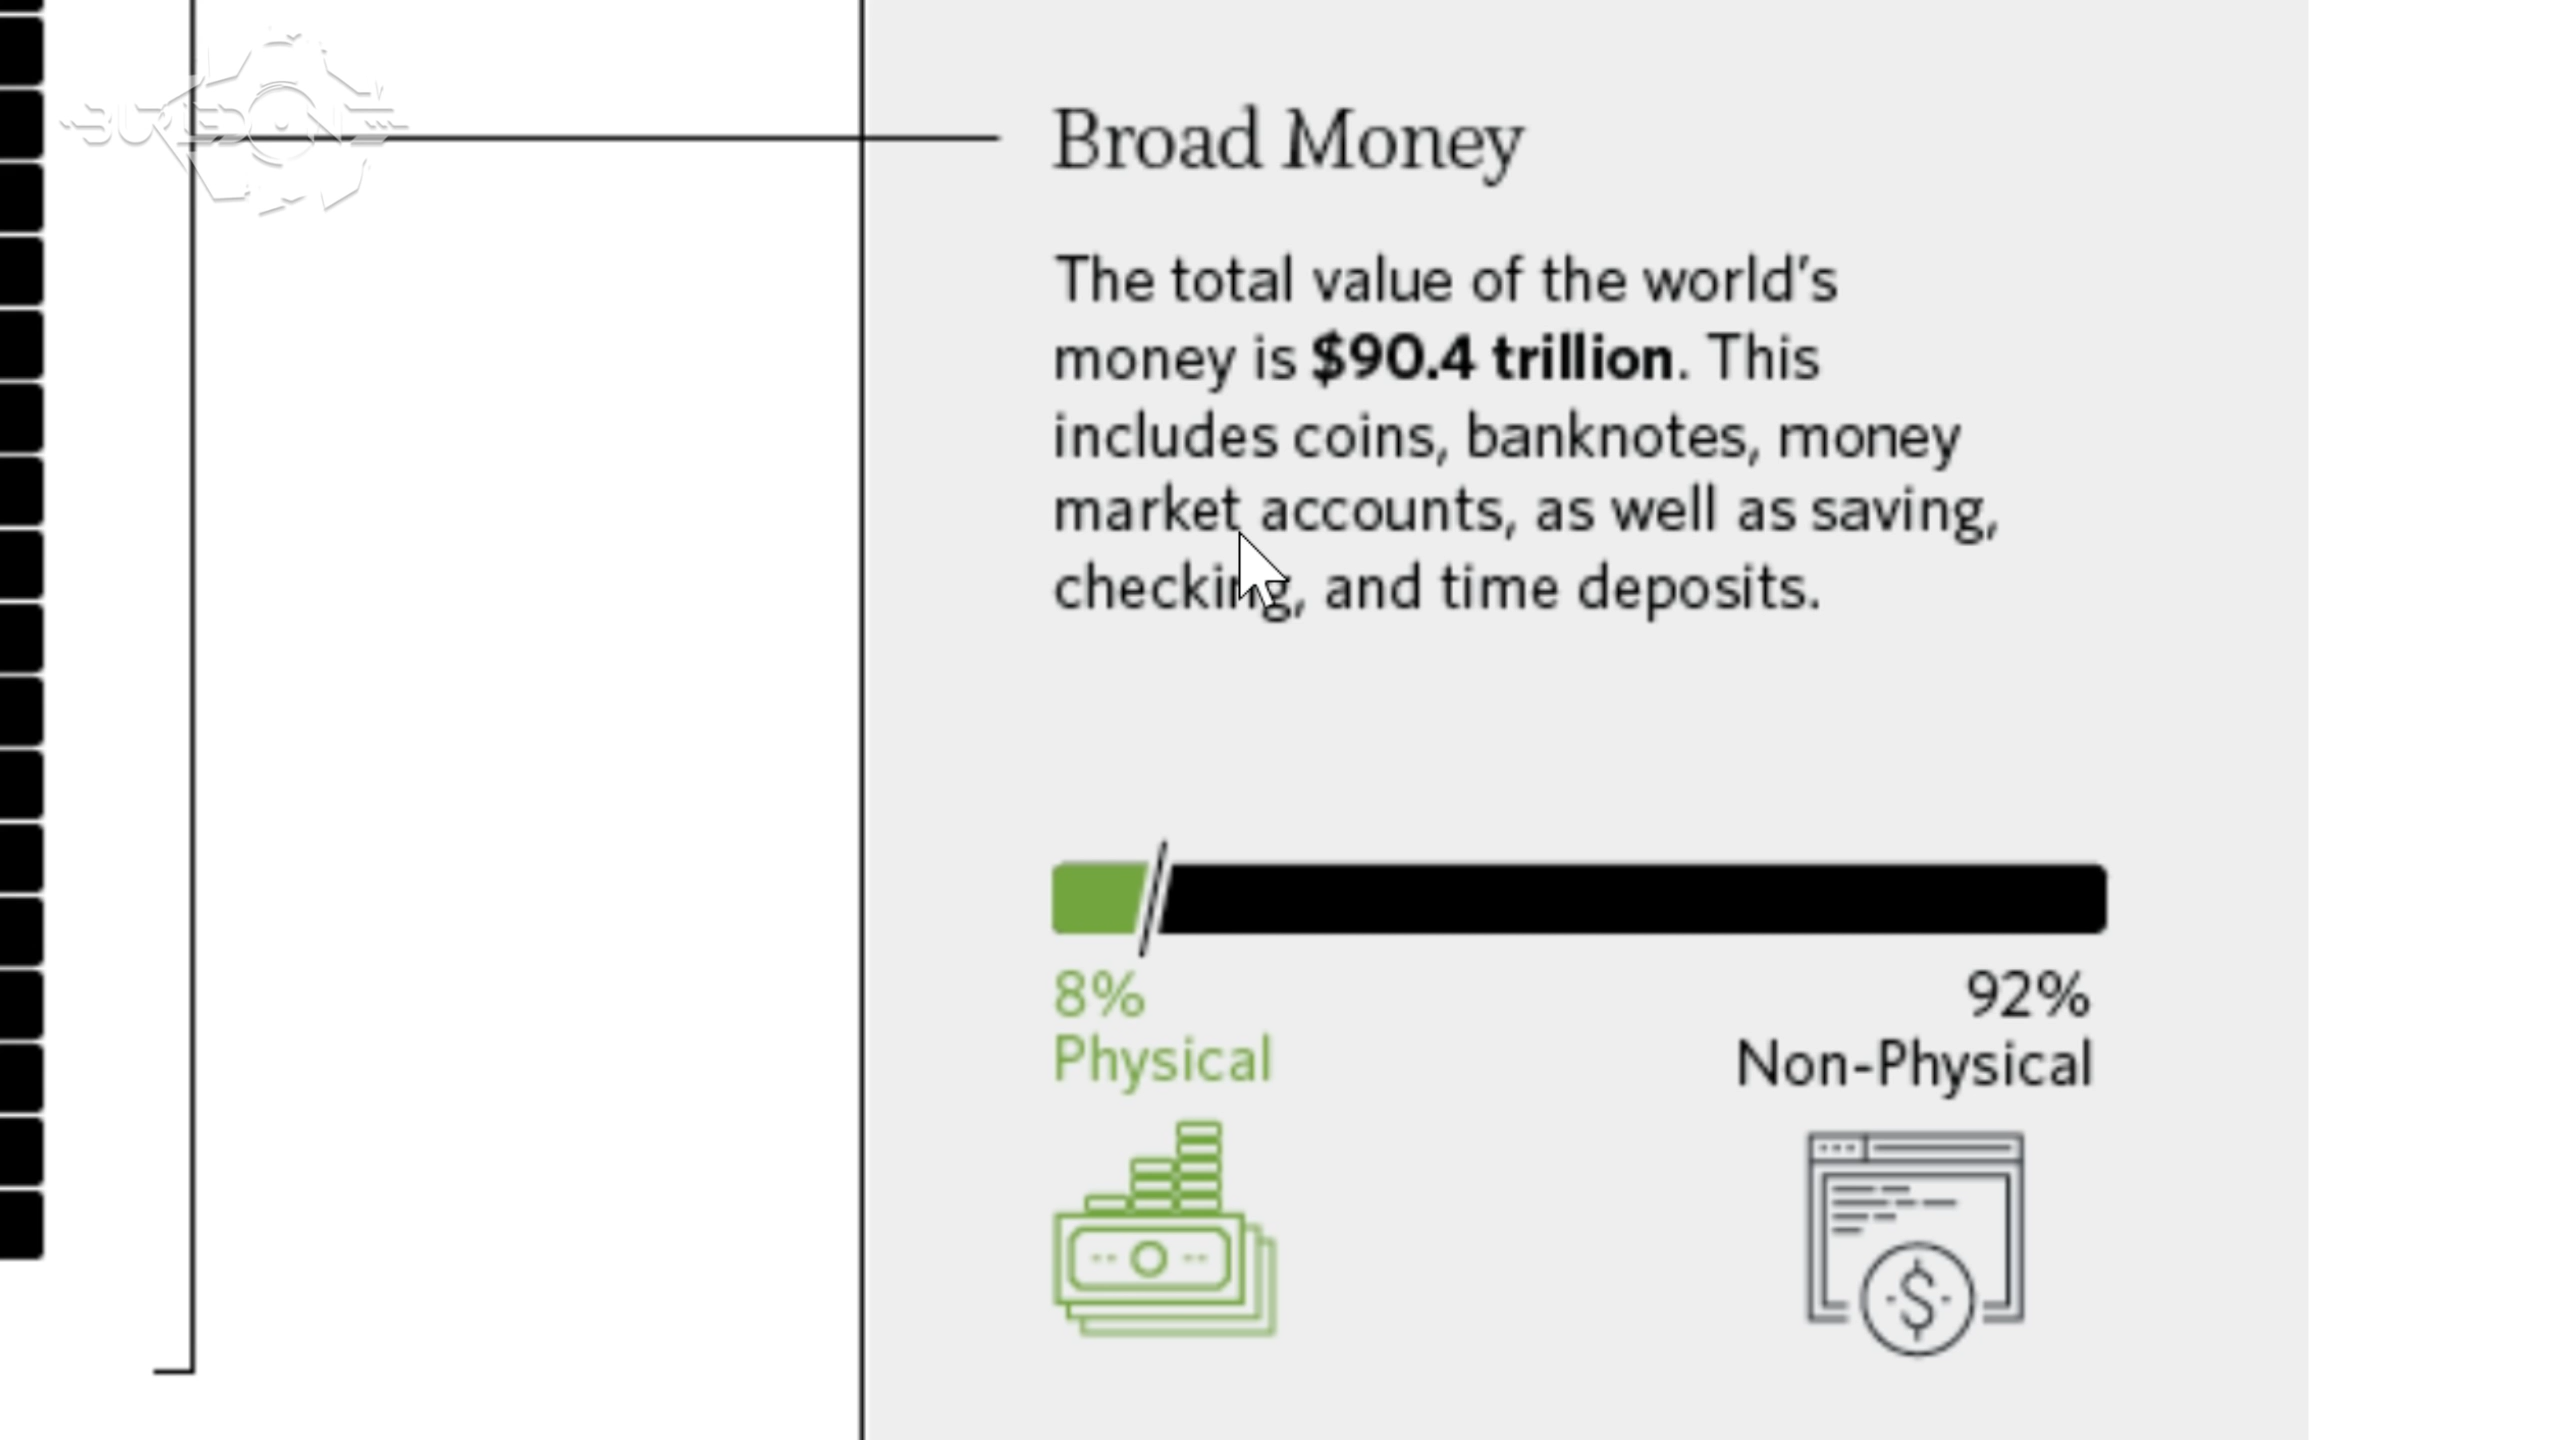 Broad Money
The total value of the world's
money is $90.4 trillion. This
includes coins, banknotes, money
market accounts, as well as saving,
checking, and time deposits.
8%
Physical
92%
Non-Physical
$